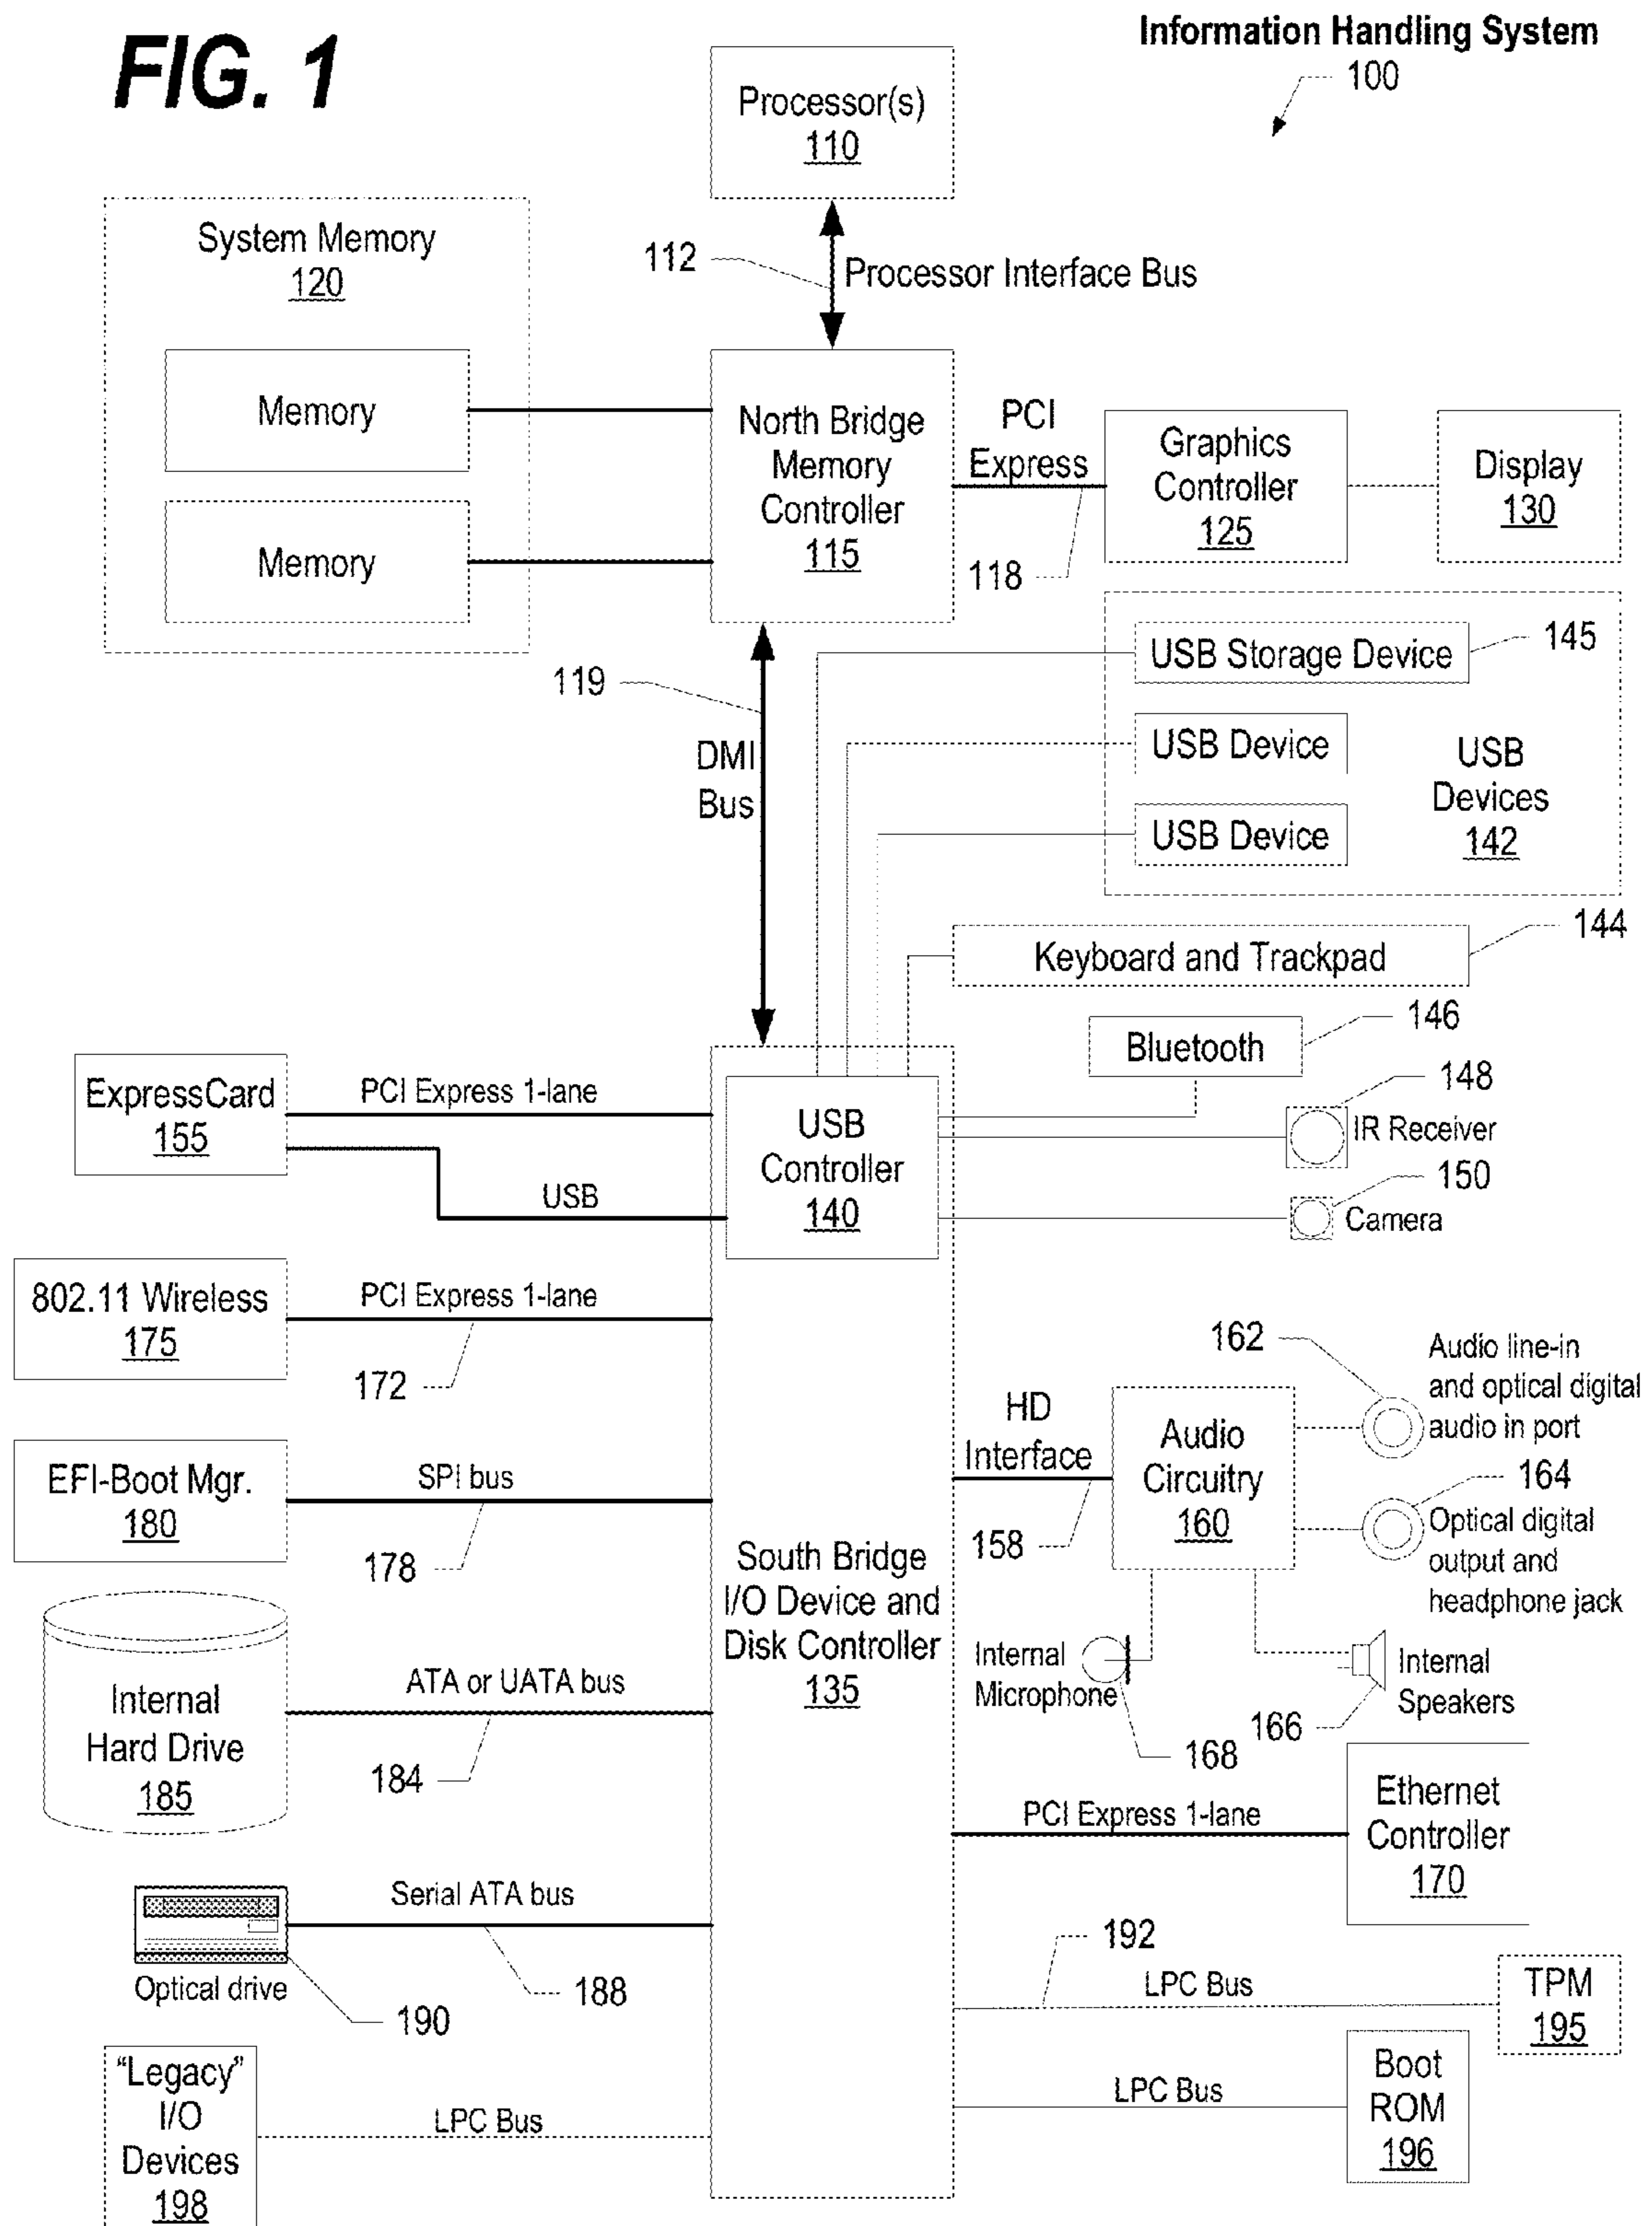 FIG. 1
Information Handling System
100
Processor(s)
110
System Memory
120
112
Processor Interface Bus
Memory
Memory
North Bridge
Memory
Controller
115
PCI
Express
118
Graphics
Controller
125
Display
130
119
DMI
Bus
USB Storage Device
145
USB Device
USB Device
USB
Devices
142
Keyboard and Trackpad
144
Bluetooth
146
148
IR Receiver
150
Camera
ExpressCard
155
PCI Express 1-lane
USB
USB
Controller
140
802.11 Wireless
175
PCI Express 1-lane
172
EFI-Boot Mgr.
180
SPI bus
178
South Bridge
I/O Device and
Disk Controller
135
HD
Interface
158
Audio
Circuitry
160
162
Audio line-in
and optical digital
audio in port
164
Optical digital
output and
headphone jack
Internal
Microphone
168
Internal
Speakers
166
Internal
Hard Drive
185
ATA or UATA bus
184
PCI Express 1-lane
Ethernet
Controller
170
Serial ATA bus
188
Optical drive
190
192
LPC Bus
TPM
195
LPC Bus
Boot
ROM
196
“Legacy”
I/O
Devices
198
LPC Bus